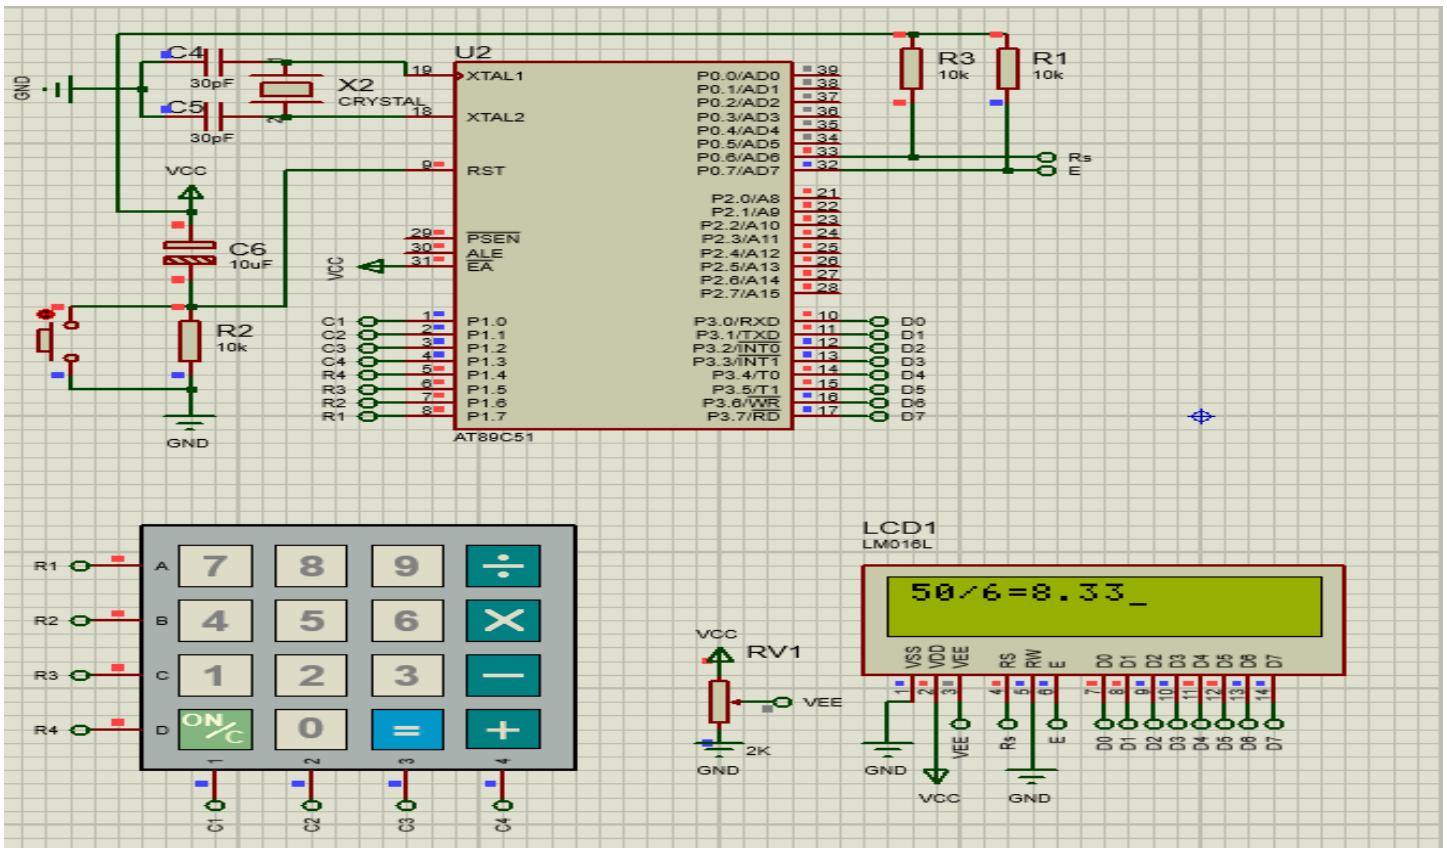 C4
30pF
GND
X2
CRYSTAL
1
2
C5
30pF
VCC
C6
10uF
R2
10k
GND
VCC
U2
AT89C51
19 XTAL1
18 XTAL2
9 RST
29 PSEN
30 ALE
31 EA
C1 1 P1.0
C2 2 P1.1
C3 3 P1.2
C4 4 P1.3
R4 5 P1.4
R3 6 P1.5
R2 7 P1.6
R1 8 P1.7
P0.0/AD0 39
P0.1/AD1 38
P0.2/AD2 37
P0.3/AD3 36
P0.4/AD4 35
P0.5/AD5 34
P0.6/AD6 33 Rs
P0.7/AD7 32 E
P2.0/A8 21
P2.1/A9 22
P2.2/A10 23
P2.3/A11 24
P2.4/A12 25
P2.5/A13 26
P2.6/A14 27
P2.7/A15 28
P3.0/RXD 10 D0
P3.1/TXD 11 D1
P3.2/INT0 12 D2
P3.3/INT1 13 D3
P3.4/T0 14 D4
P3.5/T1 15 D5
P3.6/WR 16 D6
P3.7/RD 17 D7
R3
10k
R1
10k
R1 A 7 8 9 ÷
R2 B 4 5 6 ×
R3 C 1 2 3 −
R4 D ON/C 0 = +
1 2 3 4
C1 C2 C3 C4
VCC
RV1
VEE
2K
GND
LCD1
LM016L
50/6=8.33_
VSS VDD VEE RS RW E D0 D1 D2 D3 D4 D5 D6 D7
1 2 3 4 5 6 7 8 9 10 11 12 13 14
VEE Rs E D0 D1 D2 D3 D4 D5 D6 D7
GND VCC GND